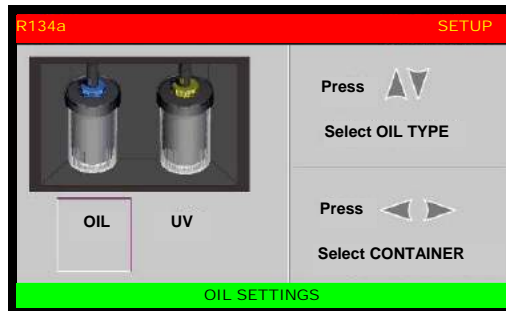 R134a SETUP
Press
Select OIL TYPE
OIL UV
Press
Select CONTAINER
OIL SETTINGS